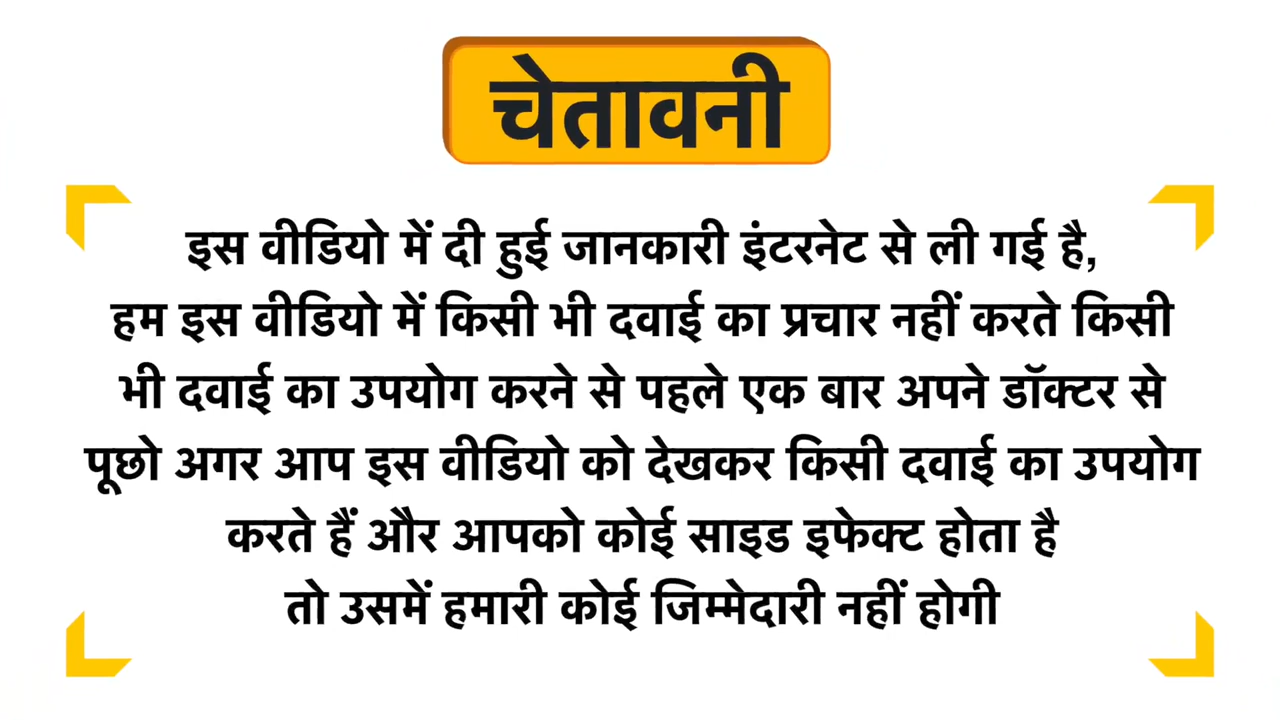 चेतावनी
इस वीडियो में दी हुई जानकारी इंटरनेट से ली गई है,
हम इस वीडियो में किसी भी दवाई का प्रचार नहीं करते किसी
भी दवाई का उपयोग करने से पहले एक बार अपने डॉक्टर से
पूछो अगर आप इस वीडियो को देखकर किसी दवाई का उपयोग
करते हैं और आपको कोई साइड इफेक्ट होता है
तो उसमें हमारी कोई जिम्मेदारी नहीं होगी